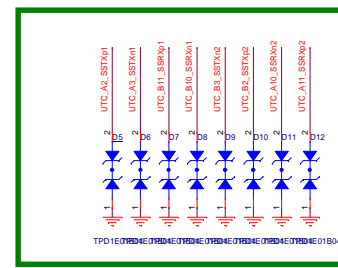 UTC_A2_SSTXp1
UTC_A3_SSTXn1
UTC_B11_SSRXp1
UTC_B10_SSRXn1
UTC_B3_SSTXn2
UTC_B2_SSTXp2
UTC_A10_SSRXn2
UTC_A11_SSRXp2
2 2 2 2 2 2 2 2
D5 D6 D7 D8 D9 D10 D11 D12
1 1 1 1 1 1 1 1